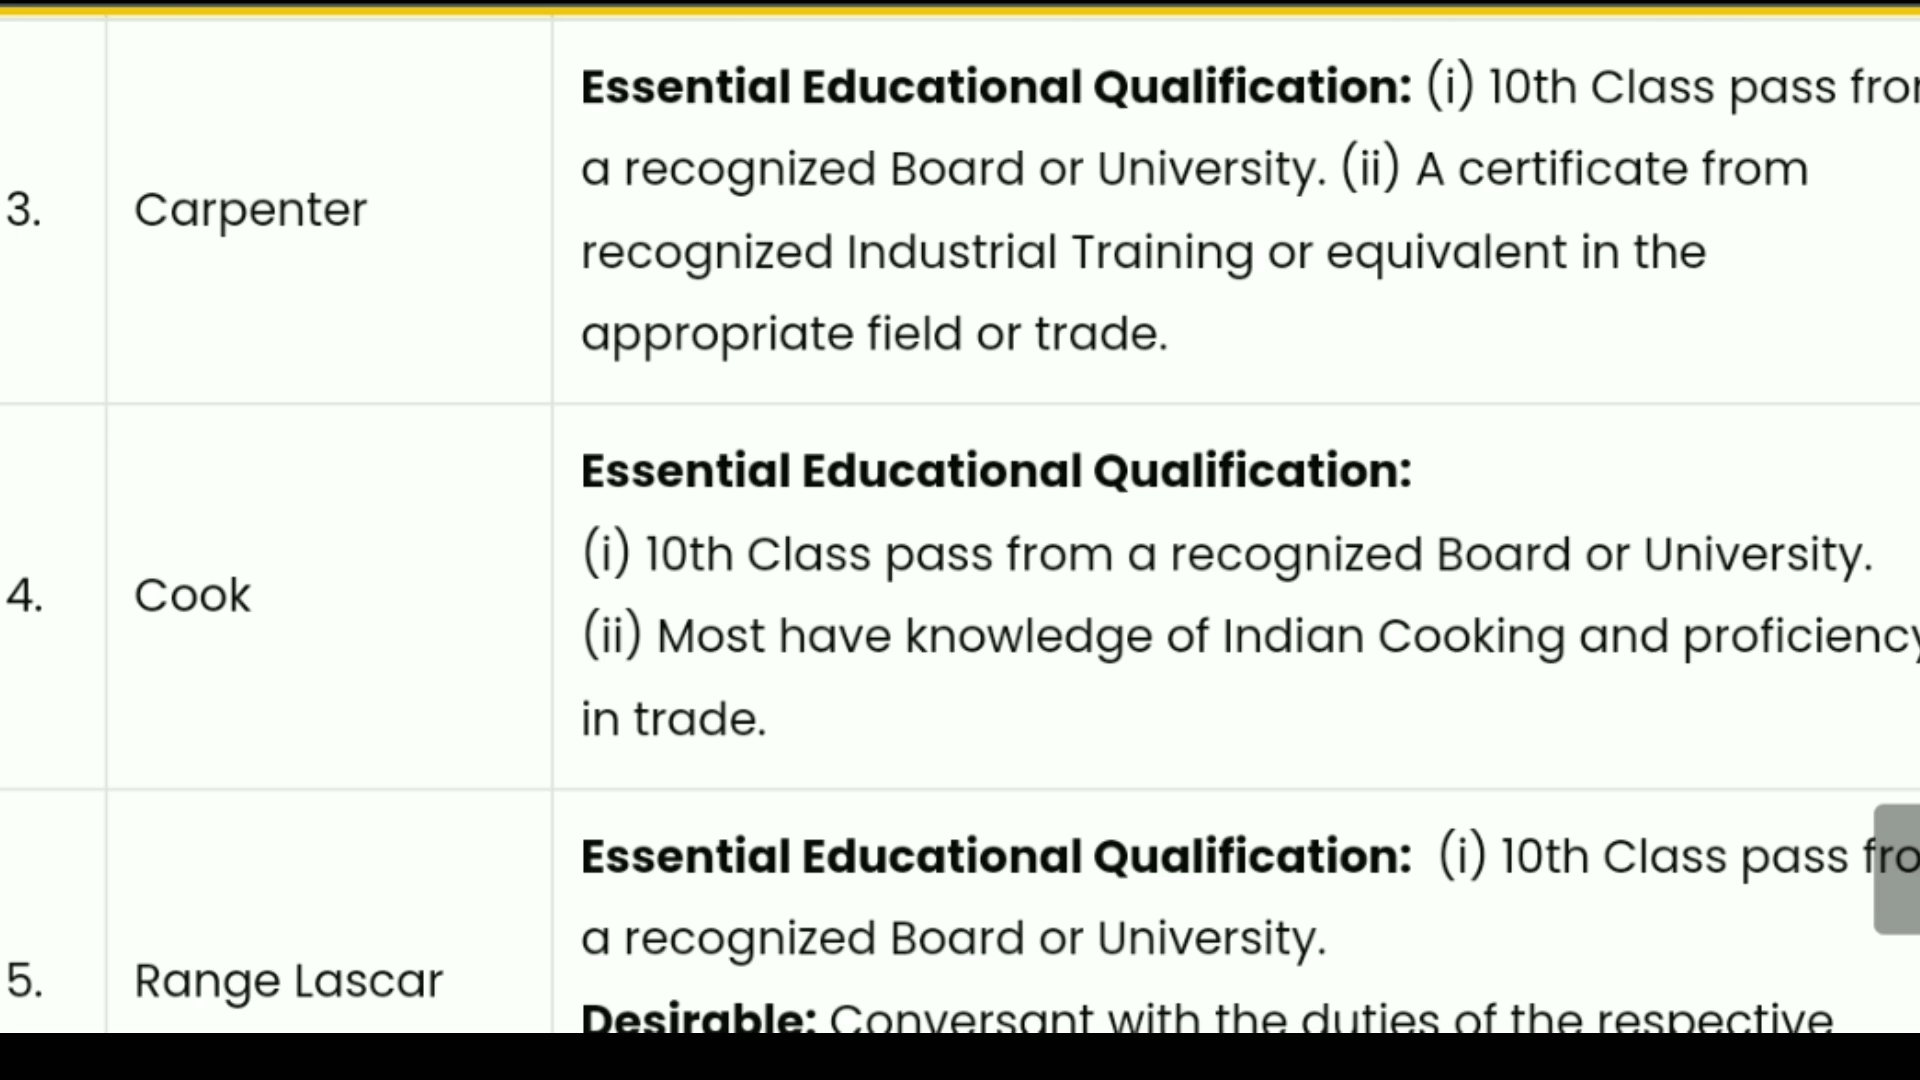 3.
Carpenter
Essential Educational Qualification: (i) 10th Class pass
a recognized Board or University. (ii) A certificate from
recognized Industrial Training or equivalent in the
appropriate field or trade.
4.
Cook
Essential Educational Qualification:
(i) 10th Class pass from a recognized Board or University.
(ii) Most have knowledge of Indian Cooking and proficiency
in trade.
5.
Range Lascar
Essential Educational Qualification: (i) 10th Class pass
a recognized Board or University.
Desirable: Conversant with the duties of the respective